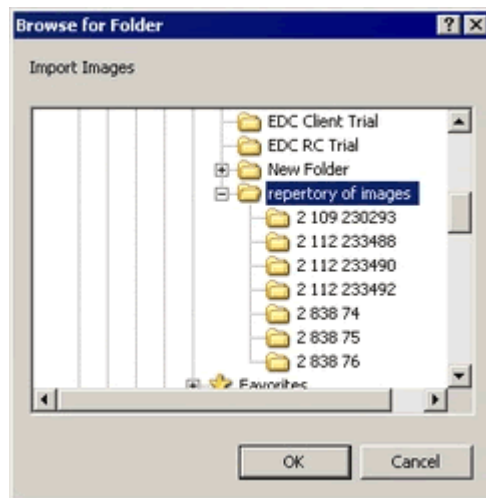 Browse for Folder
Import Images
EDC Client Trial
EDC RC Trial
New Folder
repertory of images
2 109 230293
2 112 233488
2 112 233490
2 112 233492
2 838 74
2 838 75
2 838 76
Favorites
OK Cancel